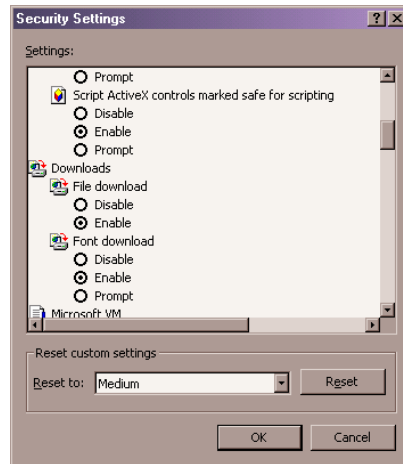 Security Settings
Settings:
Prompt
Script ActiveX controls marked safe for scripting
Disable
Enable
Prompt
Downloads
File download
Disable
Enable
Font download
Disable
Enable
Prompt
Microsoft VM
Reset custom settings
Reset to: Medium Reset
OK Cancel